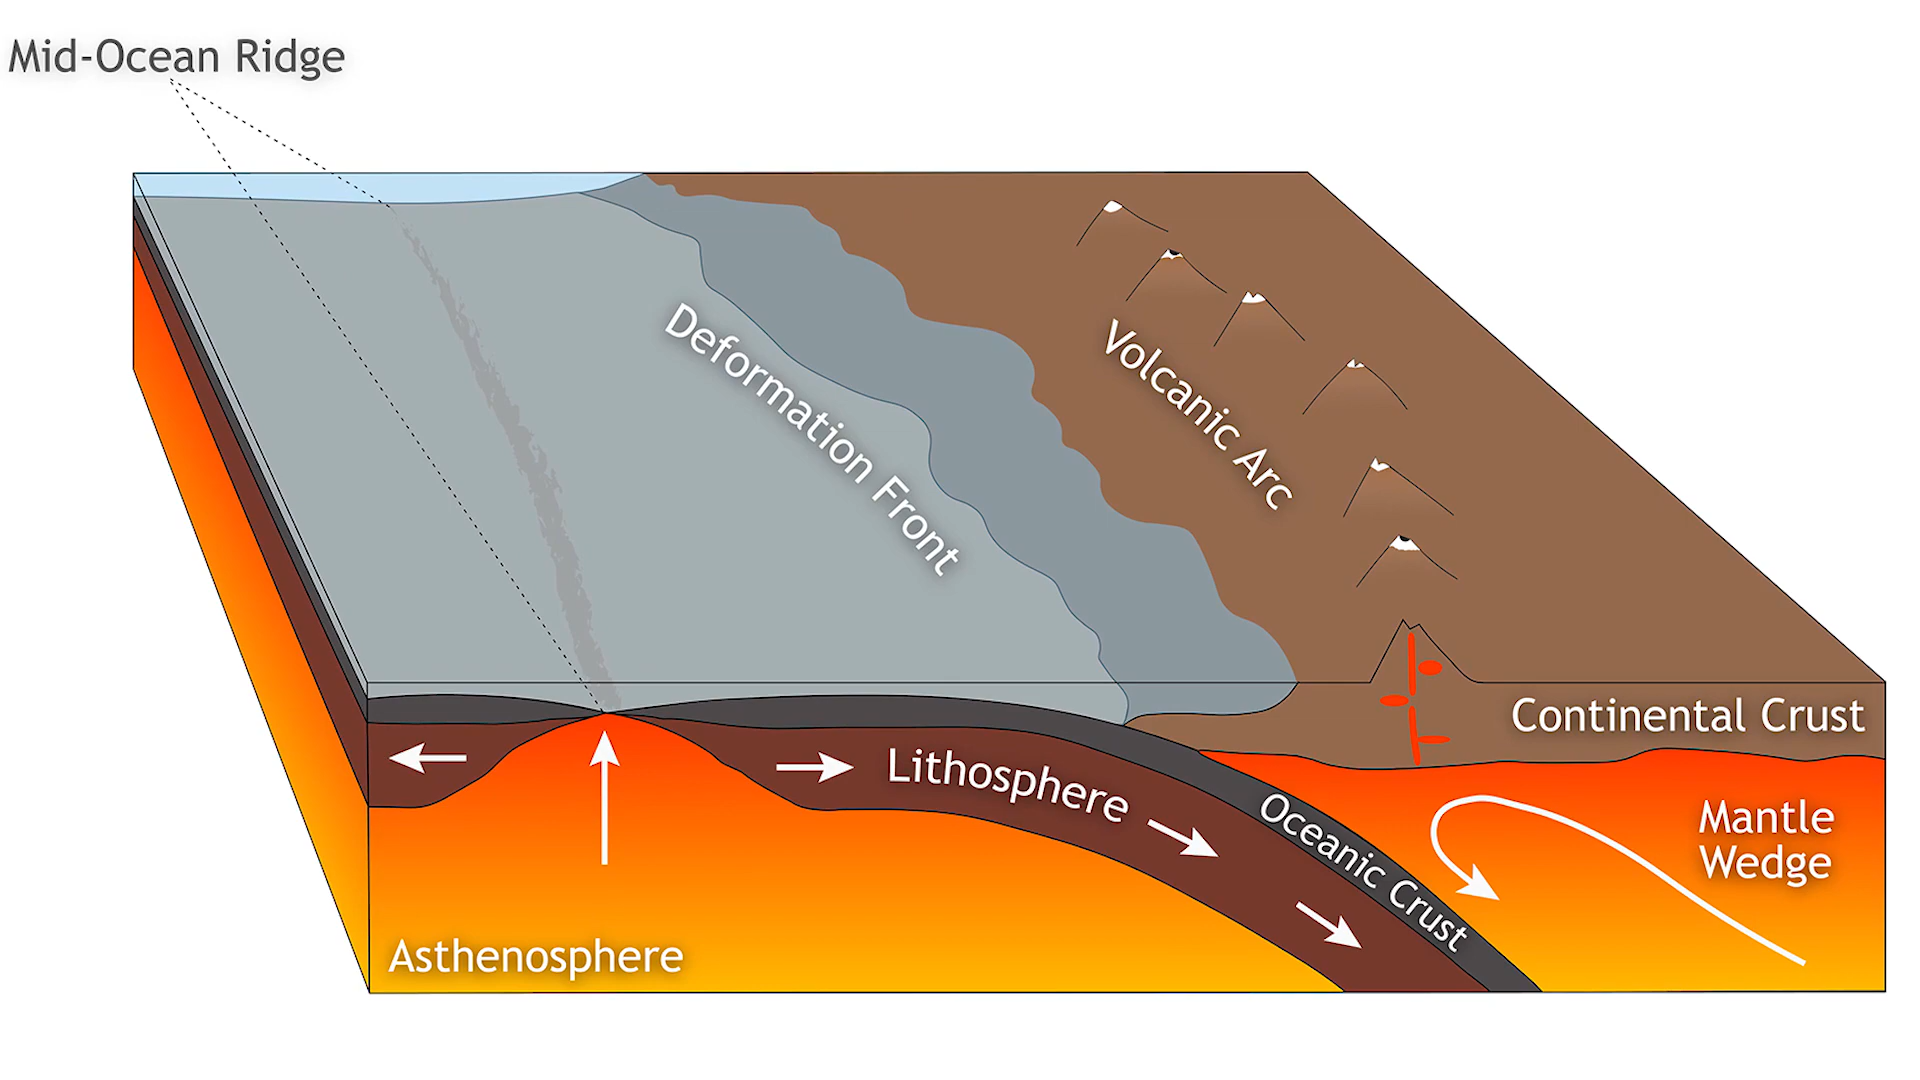 Mid-Ocean Ridge
Deformation Front
Volcanic Arc
Continental Crust
Lithosphere
Oceanic Crust
Mantle
Wedge
Asthenosphere